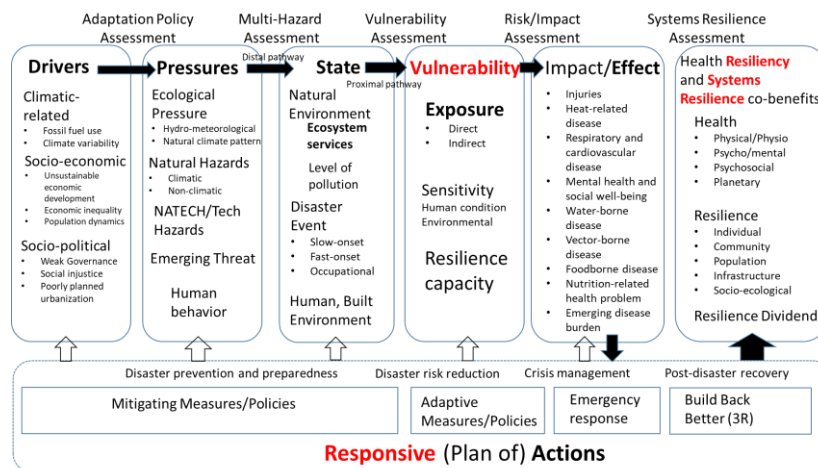 Adaptation Policy
Assessment
Multi-Hazard Assessment
Assessment
Vulnerability
Assessment
Risk/Impact
Assessment
Systems Resilience
Assessment
Drivers
Climatic-
related
• Fossil fuel use
• Climate variability
Socio-economic
• Unsustainable
economic
development
• Economic inequality
• Population dynamics
Socio-political
• Weak Governance
• Social injustice
• Poorly planned
urbanization
Pressures
Ecological
Pressure
• Hydro-meteorological
• Natural climate pattern
Natural Hazards
• Climatic
• Non-climatic
NATECH/Tech
Hazards
Emerging Threat
Human
behavior
Distal pathway
State
Natural
Environment
Ecosystem
services
Level of
pollution
Disaster
Event
• Slow-onset
• Fast-onset
• Occupational
Human, Built
Environment
Proximal pathway
Vulnerability
Exposure
• Direct
• Indirect
Sensitivity
Human condition
Environmental
Resilience
capacity
Impact/Effect
• Injuries
• Heat-related
disease
• Respiratory and
cardiovascular
disease
• Mental health and
social well-being
• Water-borne
disease
• Vector-borne
disease
• Foodborne disease
• Nutrition-related
health problem
• Emerging disease
burden
Health Resiliency
and Systems
Resilience co-benefits
Health
• Physical/Physio
• Psycho/mental
• Psychosocial
• Planetary
Resilience
• Individual
• Community
• Population
• Infrastructure
• Socio-ecological
Resilience Dividend
Disaster prevention and preparedness
Mitigating Measures/Policies
Disaster risk reduction
Adaptive
Measures/Policies
Crisis management
Emergency
response
Post-disaster recovery
Build Back
Better (3R)
Responsive (Plan of) Actions